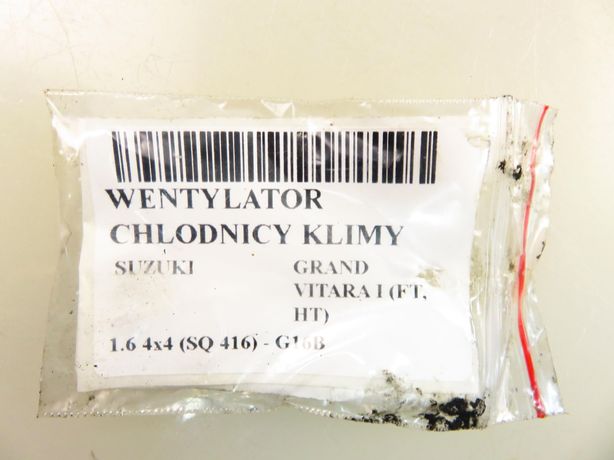 WENTYLATOR
CHLODNICY KLIMY
SUZUKI GRAND
VITARA I (FT,
HT)
1.6 4x4 (SQ 416) - G16B